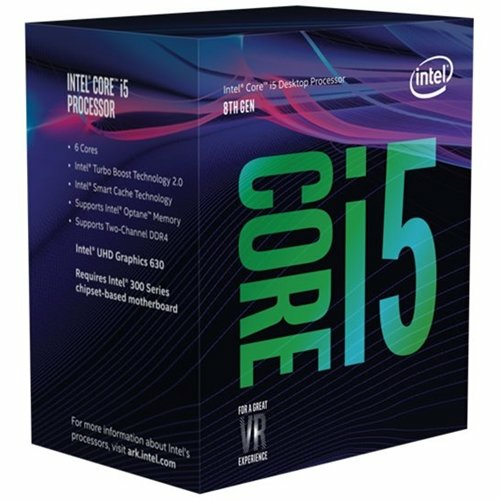 INTEL® CORE™ i5
PROCESSOR
• 6 Cores
• Intel® Turbo Boost Technology 2.0
• Intel® Smart Cache Technology
• Supports Intel® Optane™ Memory
• Supports Two-Channel DDR4
Intel® UHD Graphics 630
Requires Intel® 300 Series
chipset-based motherboard
For more information about Intel's
processors, visit ark.intel.com
Intel® Core™ i5 Desktop Processor
8TH GEN
intel®
CORE i5
FOR A GREAT
VR
EXPERIENCE